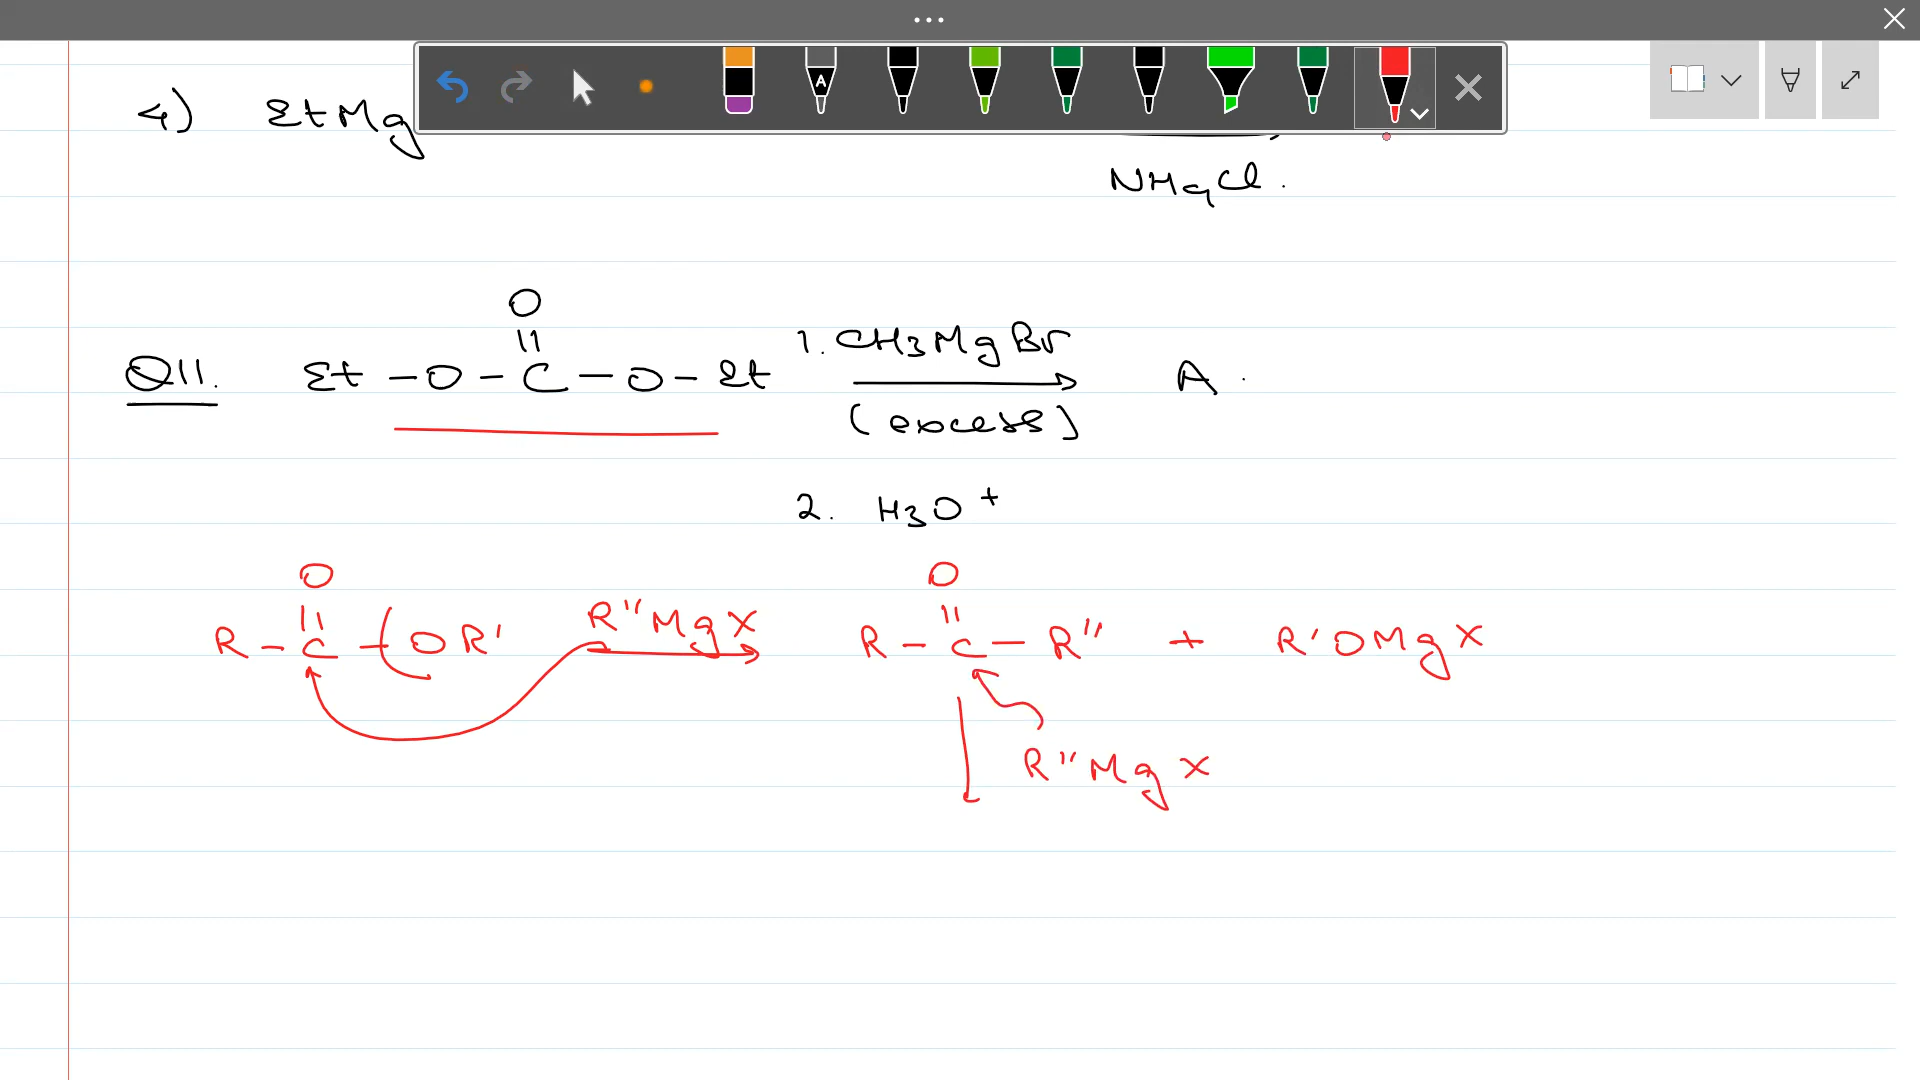 4) EtMg
NH4Cl.
O
||
Q11. Et-O-C-O-Et 1. CH3MgBr A.
(excess)
2. H3O+
O O
|| ||
R-C-OR' R"MgX R-C-R" + R'OMgX
R"MgX